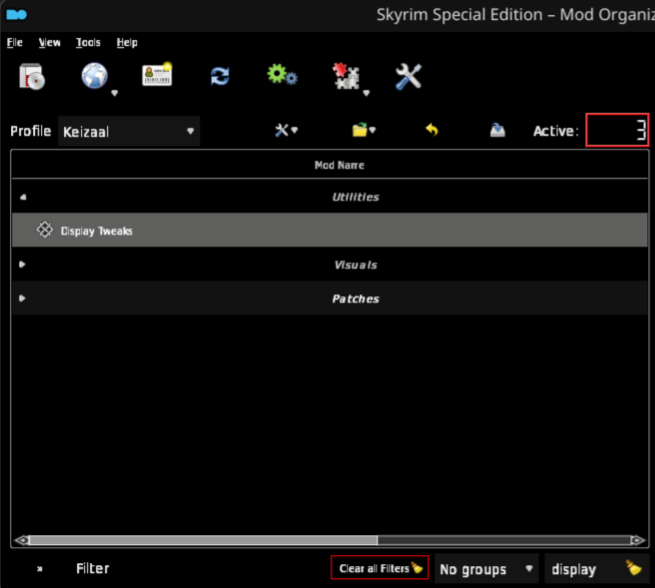 Skyrim Special Edition – Mod Organiz
File View Tools Help
Profile Keizaal Active: 3
Mod Name
Utilities
Display Tweaks
Visuals
Patches
» Filter Clear all Filters No groups display